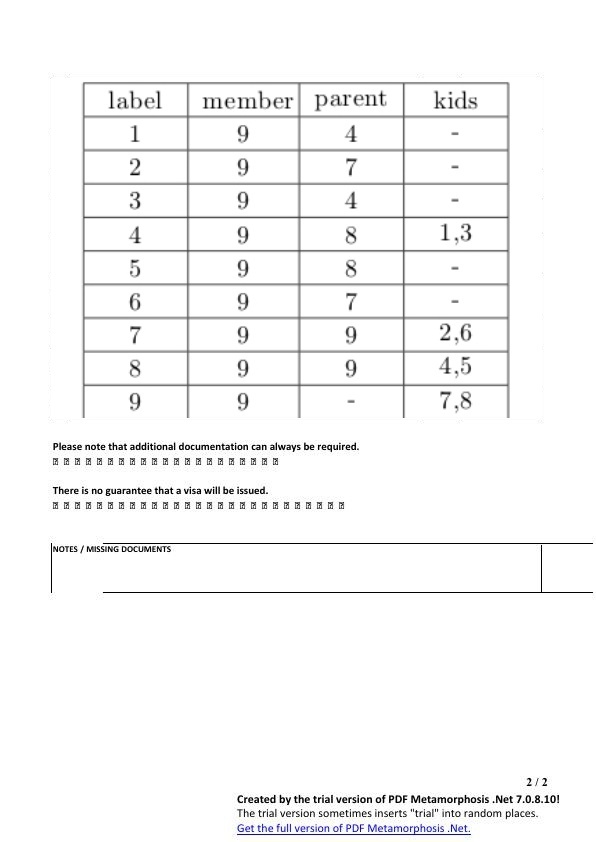 label member parent kids
1 9 4 -
2 9 7 -
3 9 4 -
4 9 8 1,3
5 9 8 -
6 9 7 -
7 9 9 2,6
8 9 9 4,5
9 9 - 7,8
Please note that additional documentation can always be required.
There is no guarantee that a visa will be issued.
NOTES / MISSING DOCUMENTS
2 / 2
Created by the trial version of PDF Metamorphosis .Net 7.0.8.10!
The trial version sometimes inserts "trial" into random places.
Get the full version of PDF Metamorphosis .Net.